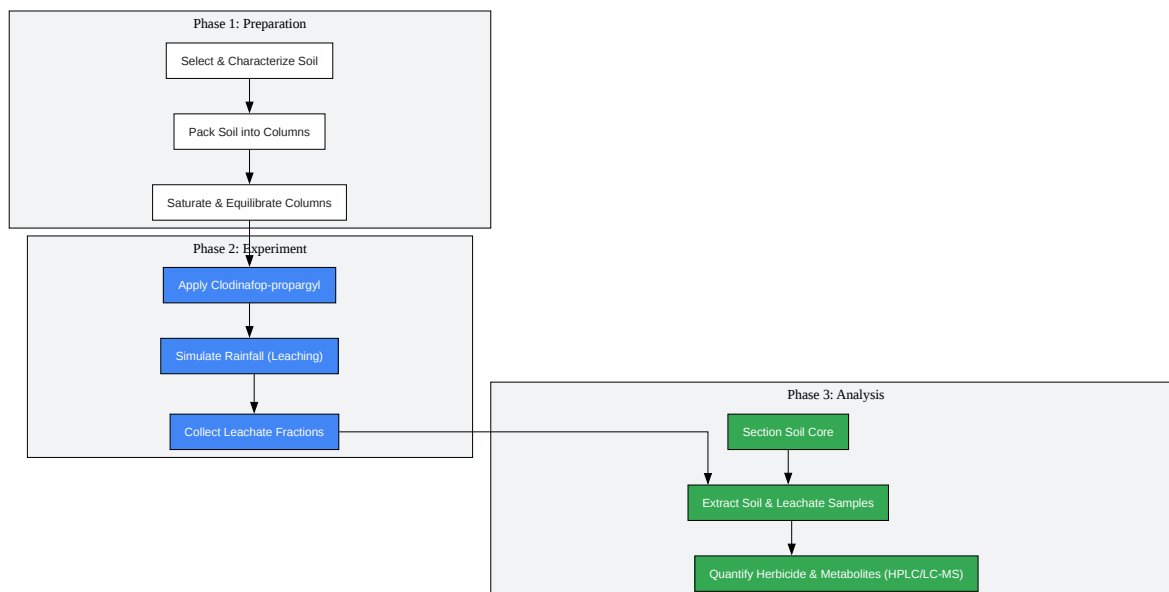 Phase 1: Preparation
Select & Characterize Soil
Pack Soil into Columns
Saturate & Equilibrate Columns
Phase 2: Experiment
Apply Clodinafop-propargyl
Simulate Rainfall (Leaching)
Collect Leachate Fractions
Phase 3: Analysis
Section Soil Core
Extract Soil & Leachate Samples
Quantify Herbicide & Metabolites (HPLC/LC-MS)